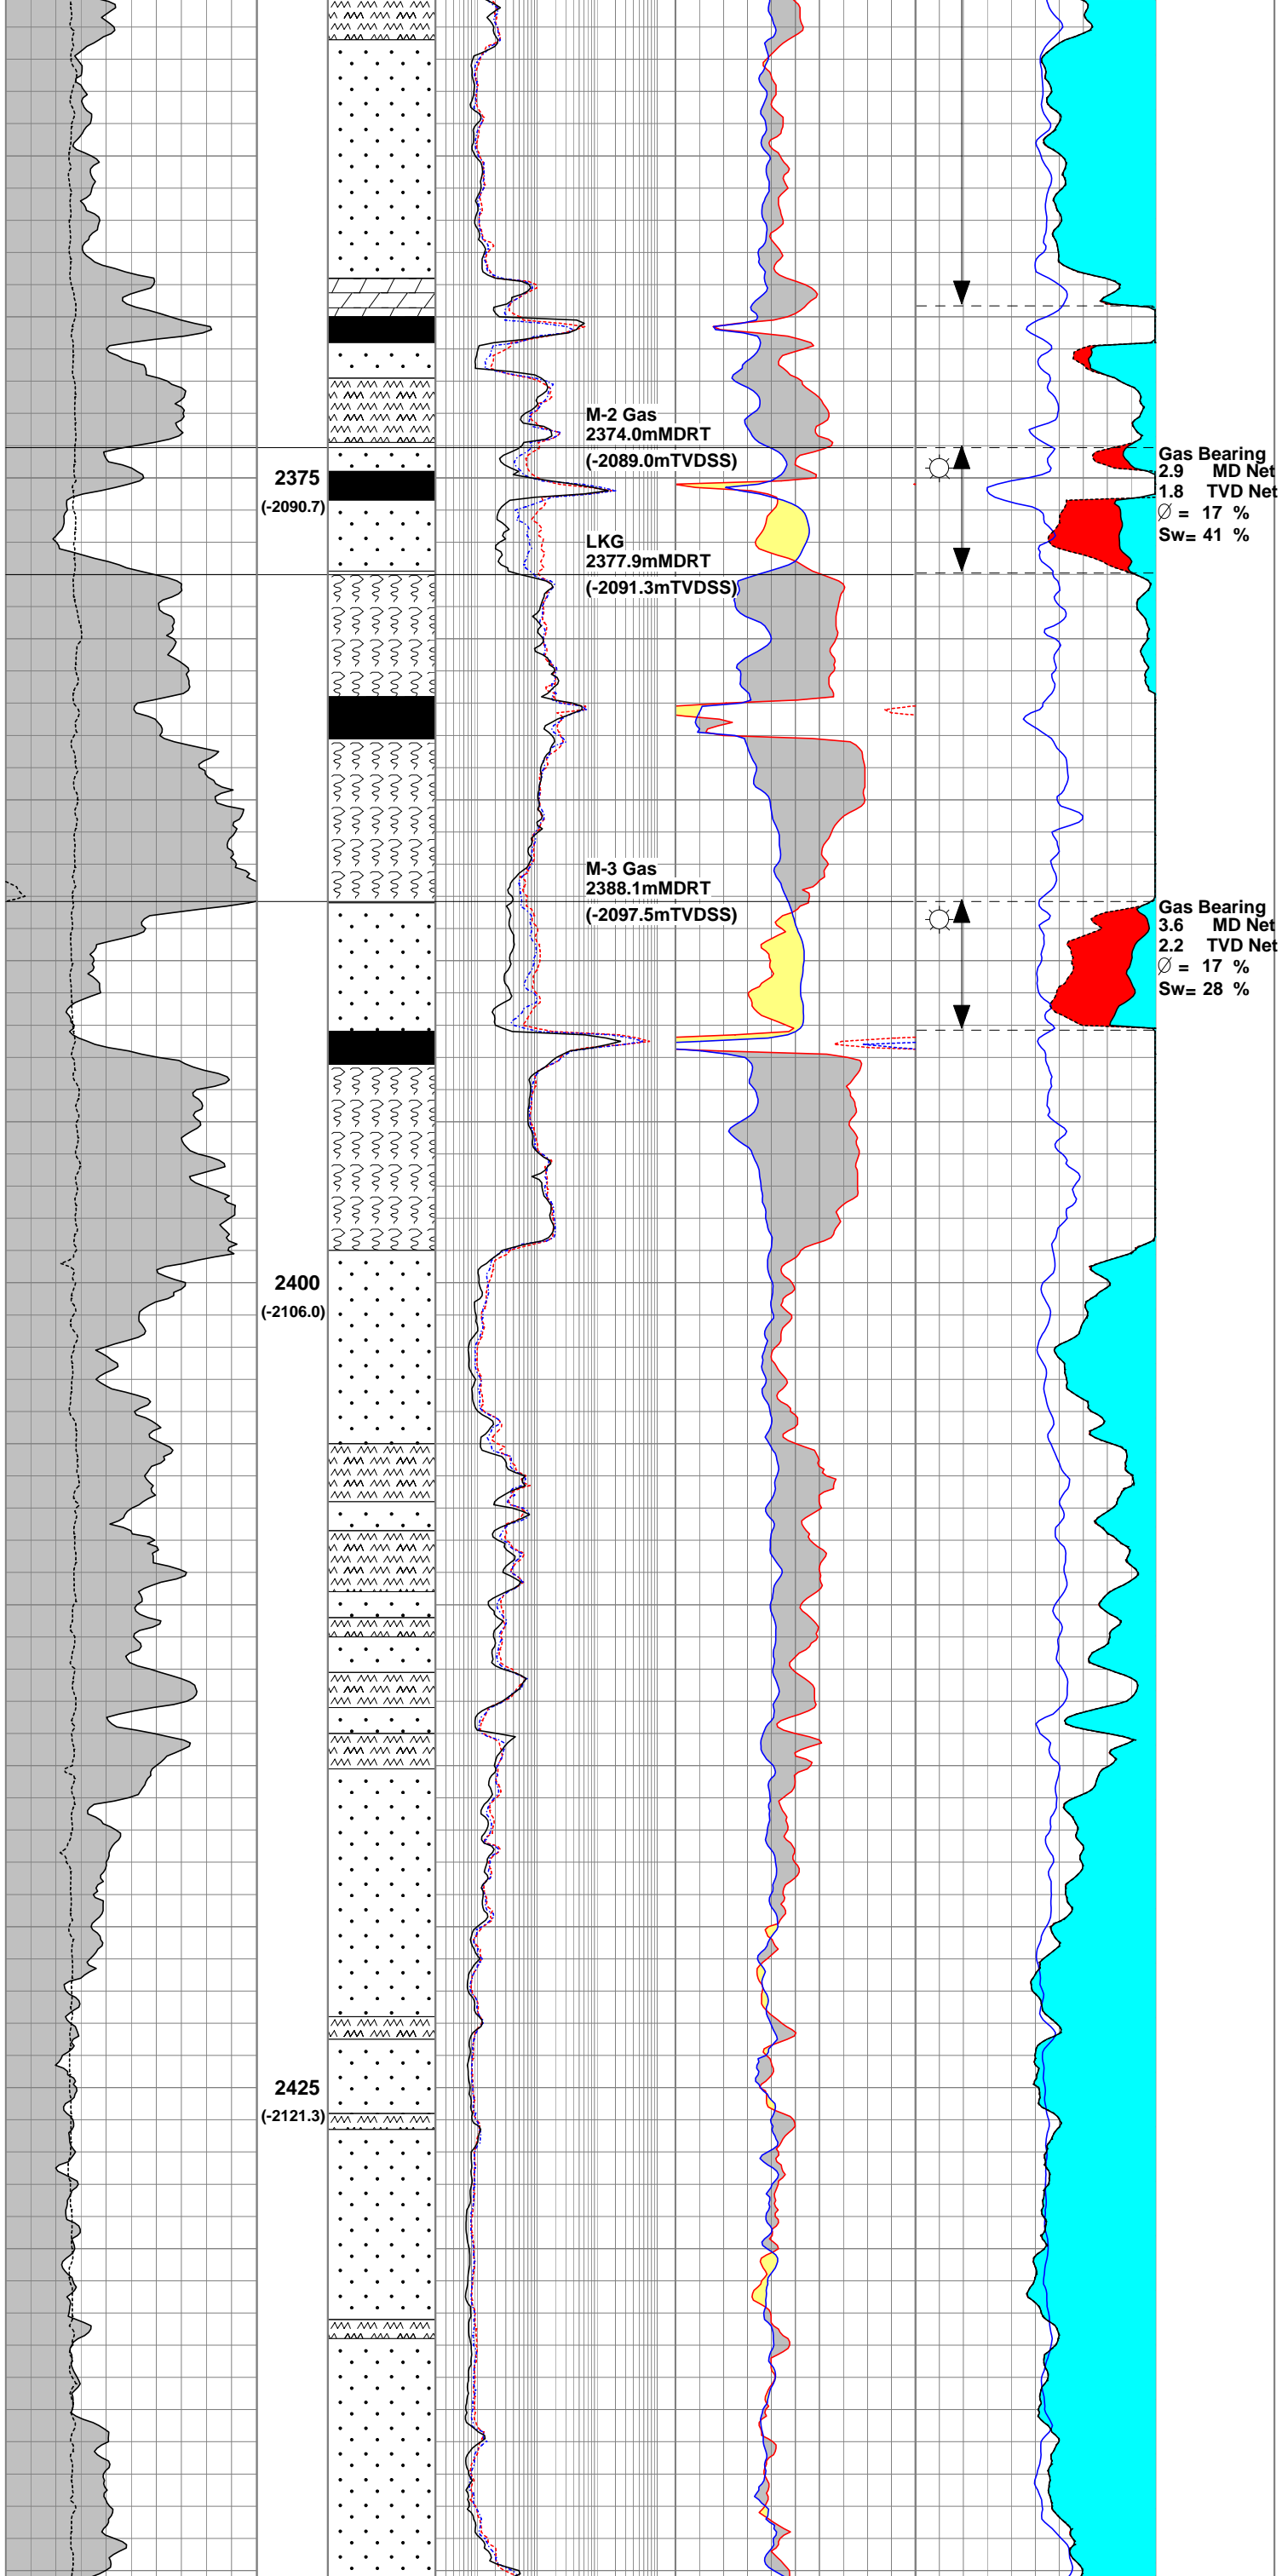 M-2 Gas
2374.0mMDRT
(-2089.0mTVDSS)
Gas Bearing
2.9 MD Net
1.8 TVD Net
Ø = 17 %
Sw= 41 %
2375
(-2090.7)
LKG
2377.9mMDRT
(-2091.3mTVDSS)
M-3 Gas
2388.1mMDRT
(-2097.5mTVDSS)
Gas Bearing
3.6 MD Net
2.2 TVD Net
Ø = 17 %
Sw= 28 %
2400
(-2106.0)
2425
(-2121.3)